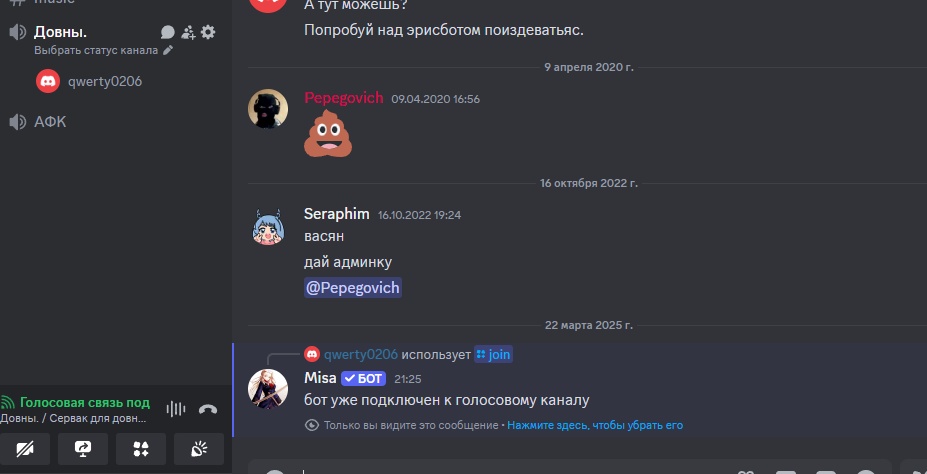 music
Довны.
Выбрать статус канала
qwerty0206
АФК
Голосовая связь под
Довны. / Сервак для довн...
А тут можешь?
Попробуй над эрисботом поиздеватьяс.
9 апреля 2020 г.
Pepegovich 09.04.2020 16:56
16 октября 2022 г.
Seraphim 16.10.2022 19:24
васян
дай админку
@Pepegovich
22 марта 2025 г.
qwerty0206 использует join
Misa БОТ 21:25
бот уже подключен к голосовому каналу
Только вы видите это сообщение • Нажмите здесь, чтобы убрать его